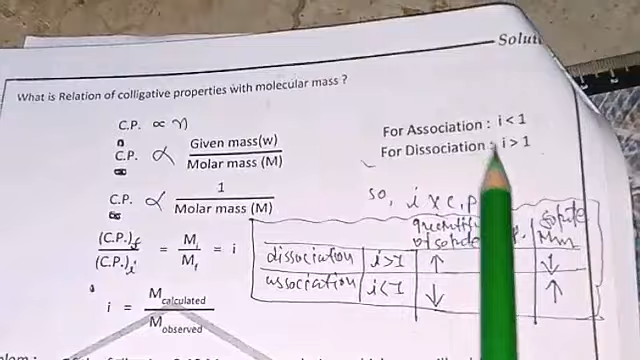 What is Relation of colligative properties with molecular mass ?
C.P. ∝ n
C.P. ∝ Given mass(w) / Molar mass (M)
C.P. ∝ 1 / Molar mass (M)
(C.P.)f / (C.P.)i = Mi / Mf = i
i = Mcalculated / Mobserved
For Association : i < 1
For Dissociation : i > 1
so, i ∝ C.P.
quantity of solute solute Mm
dissociation i>1 ↑ ↓
association i<1 ↓ ↑